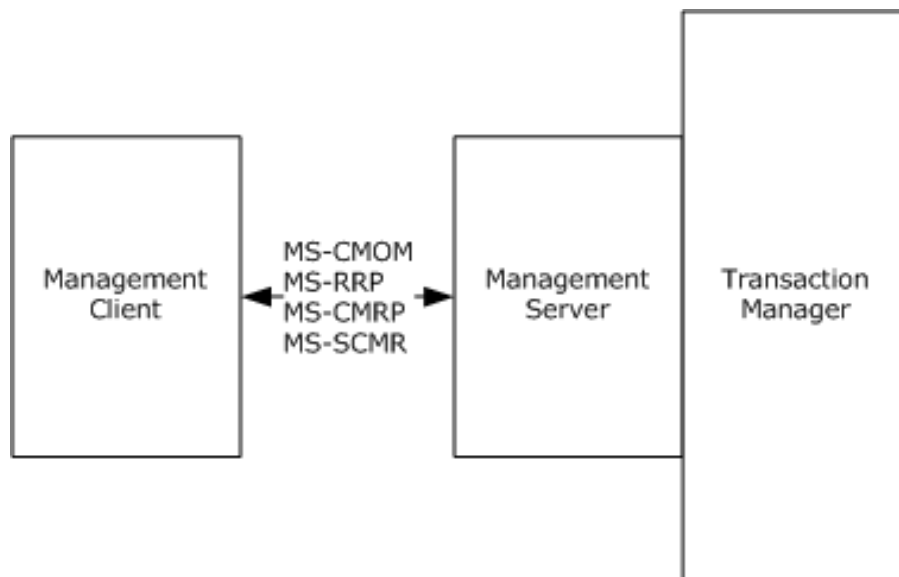 Management
Client
MS-CMOM
MS-RRP
MS-CMRP
MS-SCMR
Management
Server
Transaction
Manager